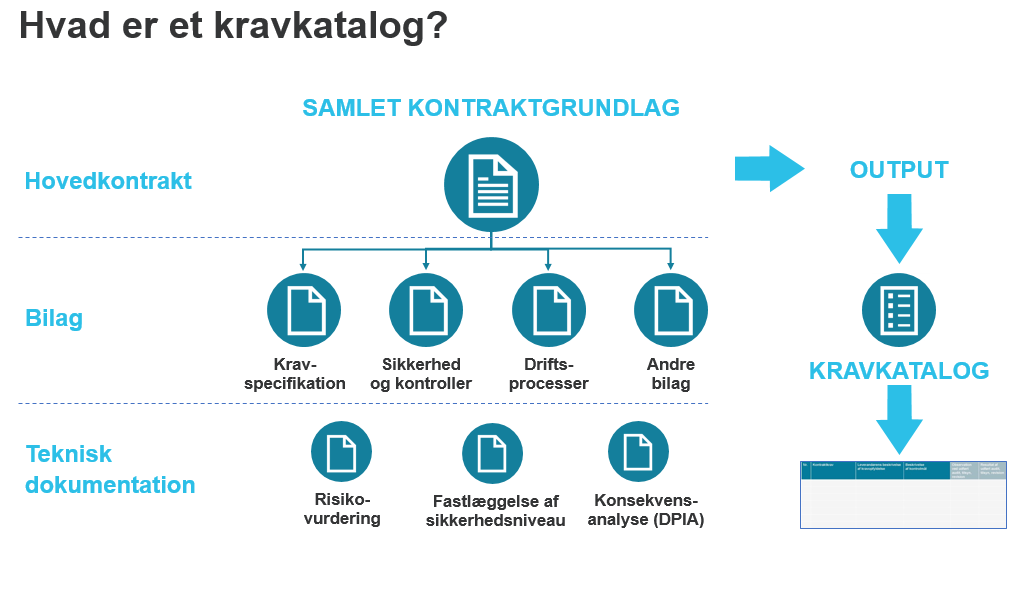 Hvad er et kravkatalog?
SAMLET KONTRAKTGRUNDLAG
Hovedkontrakt
OUTPUT
Bilag
Krav-
specifikation
Sikkerhed
og kontroller
Drifts-
processer
Andre
bilag
KRAVKATALOG
Teknisk
dokumentation
Risiko-
vurdering
Fastlæggelse af
sikkerhedsniveau
Konsekvens-
analyse (DPIA)
Nr.